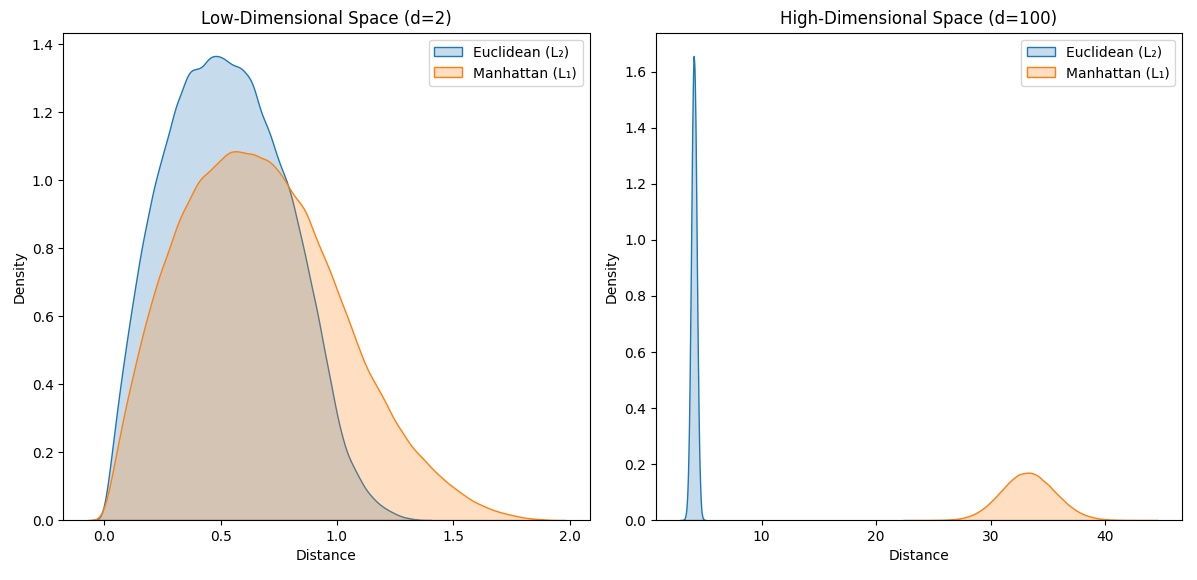 Low-Dimensional Space (d=2)
Euclidean (L₂)
Manhattan (L₁)
Density
1.4
1.2
1.0
0.8
0.6
0.4
0.2
0.0
0.0 0.5 1.0 1.5 2.0
Distance
High-Dimensional Space (d=100)
Euclidean (L₂)
Manhattan (L₁)
Density
1.6
1.4
1.2
1.0
0.8
0.6
0.4
0.2
0.0
10 20 30 40
Distance